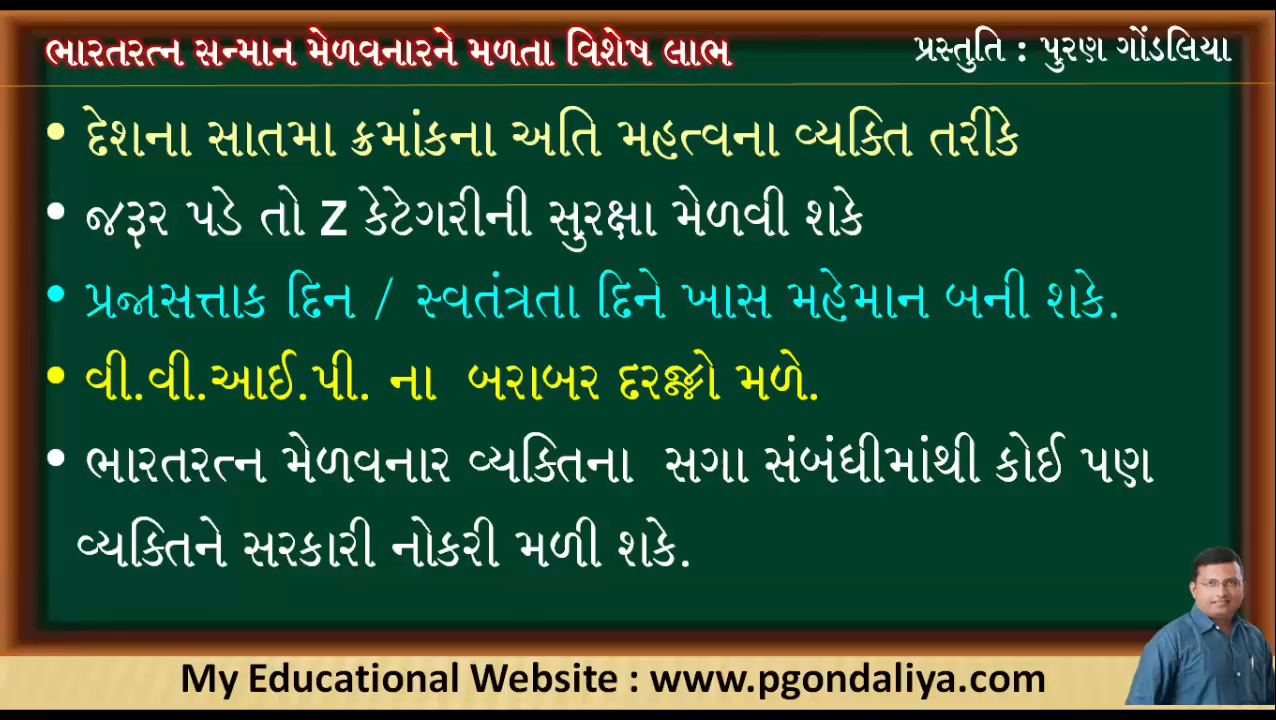 ભારતરત્ન સન્માન મેળવનારને મળતા વિશેષ લાભ
પ્રસ્તુતિ : પુરણ ગોંડલિયા
• દેશના સાતમા ક્રમાંકના અતિ મહત્વના વ્યક્તિ તરીકે
• જરૂર પડે તો Z કેટેગરીની સુરક્ષા મેળવી શકે
• પ્રજાસત્તાક દિન / સ્વતંત્રતા દિને ખાસ મહેમાન બની શકે.
• વી.વી.આઈ.પી. ના બરાબર દરજ્જો મળે.
• ભારતરત્ન મેળવનાર વ્યક્તિના સગા સંબંધીમાંથી કોઈ પણ
વ્યક્તિને સરકારી નોકરી મળી શકે.
My Educational Website : www.pgondaliya.com